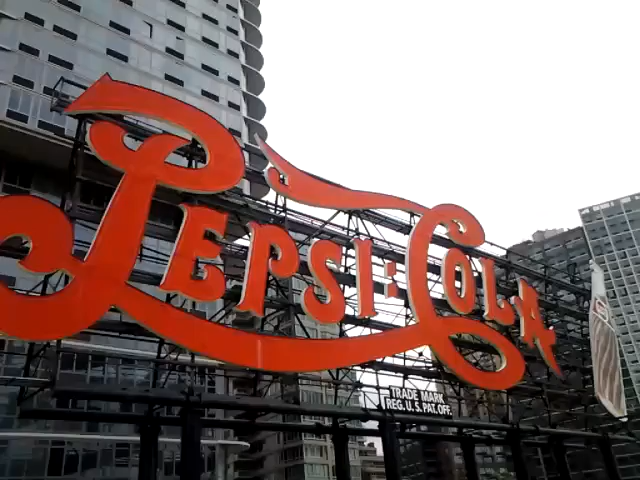 PEPSI-COLA
TRADE MARK
REG. U.S. PAT. OFF.